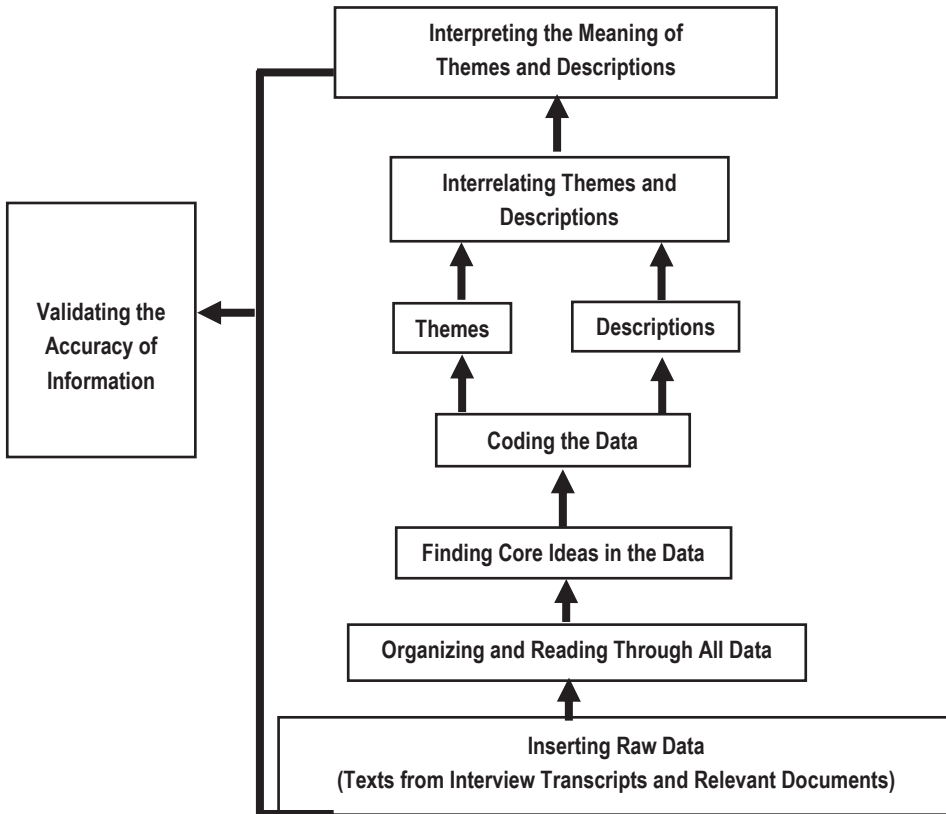 Interpreting the Meaning of
Themes and Descriptions
Interrelating Themes and
Descriptions
Validating the
Accuracy of
Information
Themes
Descriptions
Coding the Data
Finding Core Ideas in the Data
Organizing and Reading Through All Data
Inserting Raw Data
(Texts from Interview Transcripts and Relevant Documents)